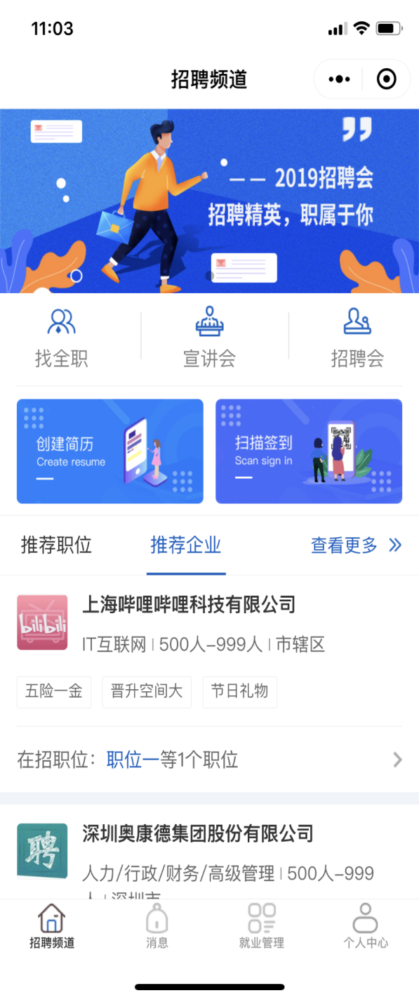 11:03
招聘频道
—— 2019招聘会
招聘精英，职属于你
找全职
宣讲会
招聘会
创建简历
Create resume
扫描签到
Scan sign in
推荐职位
推荐企业
查看更多
bilibili
上海哔哩哔哩科技有限公司
IT互联网 | 500人-999人 | 市辖区
五险一金
晋升空间大
节日礼物
在招职位：职位一等1个职位
聘
深圳奥康德集团股份有限公司
人力/行政/财务/高级管理 | 500人-999
人 | 深圳市
招聘频道
消息
就业管理
个人中心